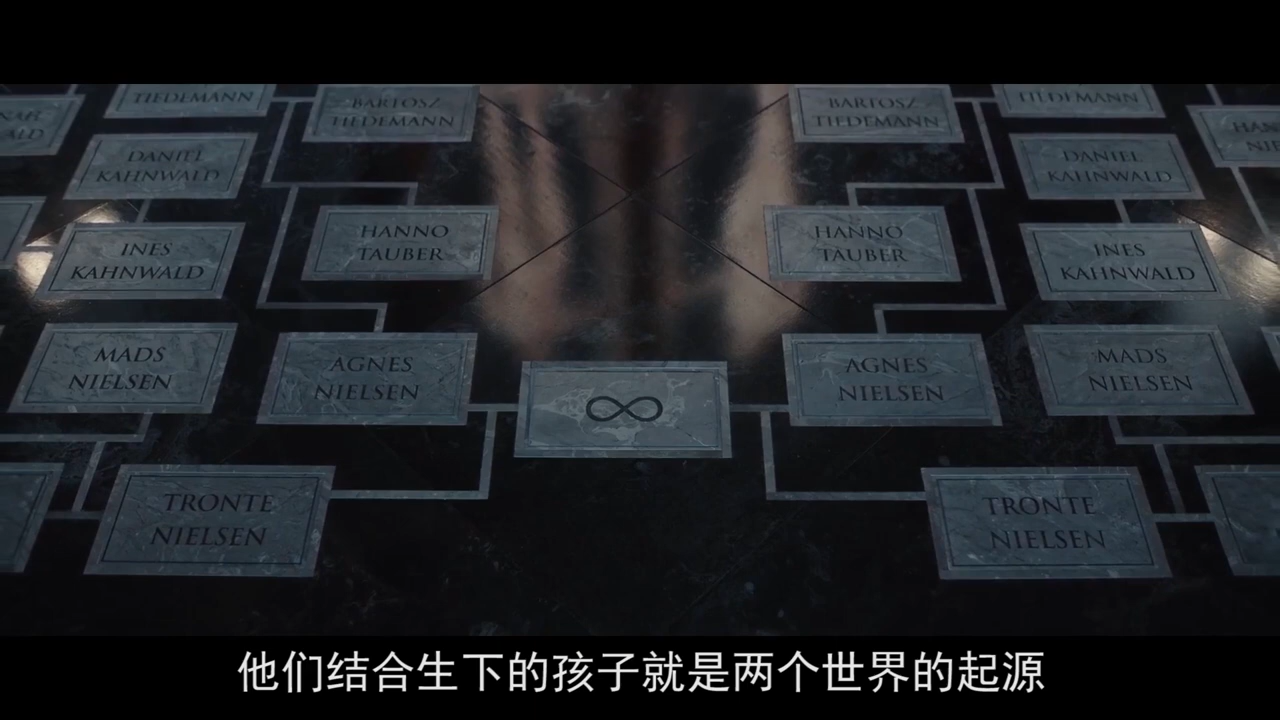 TIEDEMANN
BARTOSZ
TIEDEMANN
BARTOSZ
TIEDEMANN
TIEDEMANN
DANIEL
KAHNWALD
DANIEL
KAHNWALD
HANNO
TAUBER
HANNO
TAUBER
INES
KAHNWALD
INES
KAHNWALD
MADS
NIELSEN
AGNES
NIELSEN
∞
AGNES
NIELSEN
MADS
NIELSEN
TRONTE
NIELSEN
TRONTE
NIELSEN
他们结合生下的孩子就是两个世界的起源